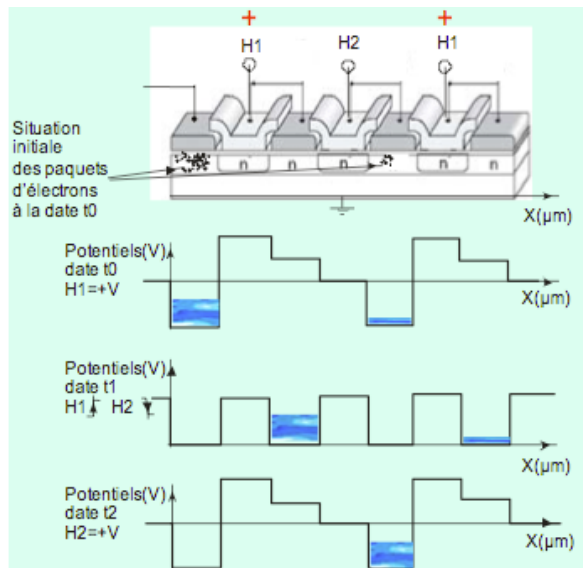 +
+
H1
H2
H1
Situation
initiale
des paquets
d'électrons
à la date t0
n
n
n
n
n
X(µm)
Potentiels(V)
date t0
H1=+V
X(µm)
Potentiels(V)
date t1
H1 H2
X(µm)
Potentiels(V)
date t2
H2=+V
X(µm)